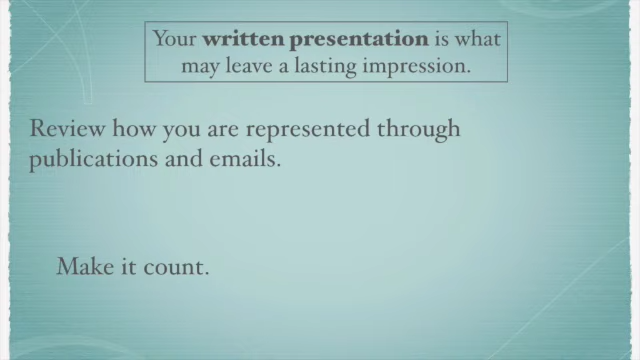 Your written presentation is what
may leave a lasting impression.
Review how you are represented through
publications and emails.
Make it count.